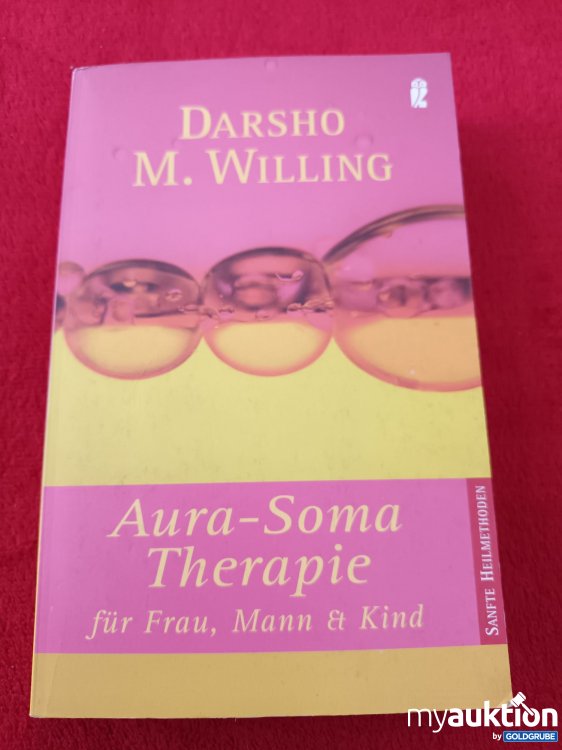 DARSHO
M. WILLING
Aura-Soma
Therapie
für Frau, Mann & Kind
SANFTE HEILMETHODEN
myauktion
by GOLDGRUBE